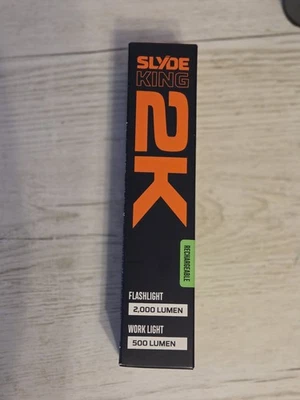 SLYDE
KING
2K
RECHARGEABLE
FLASHLIGHT
2,000 LUMEN
WORK LIGHT
500 LUMEN